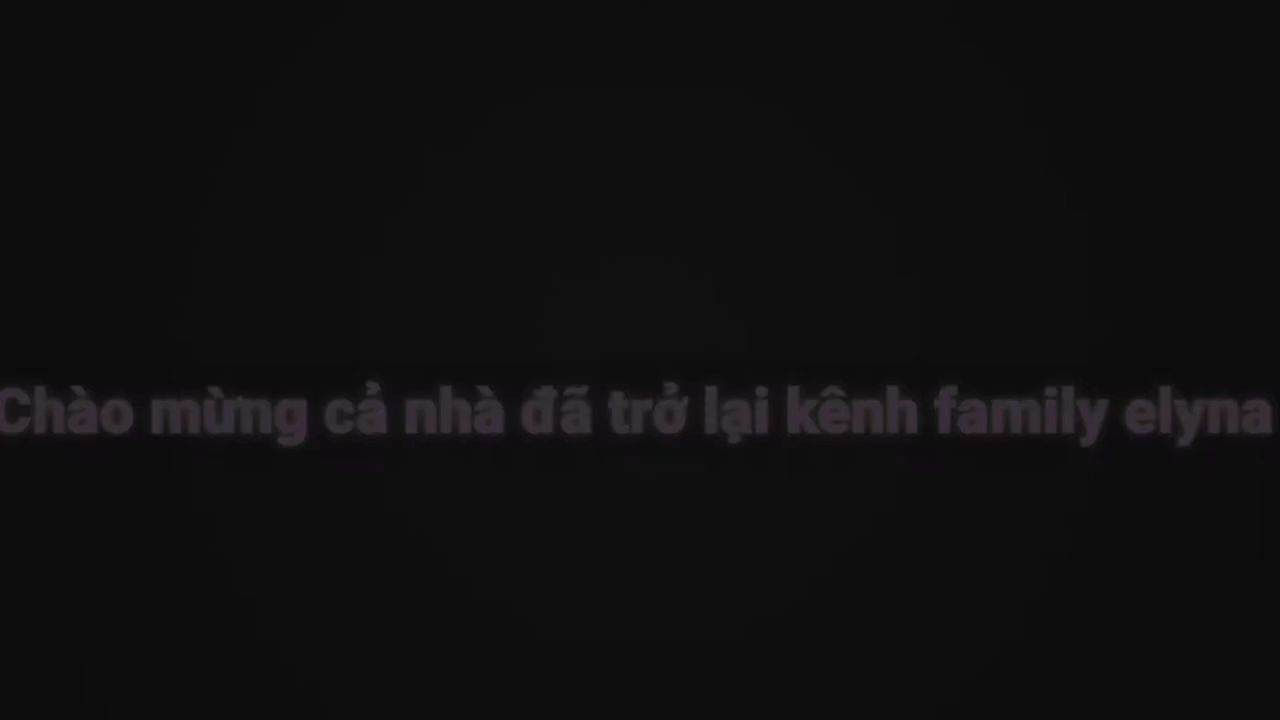 Chào mừng cả nhà đã trở lại kênh family elyna